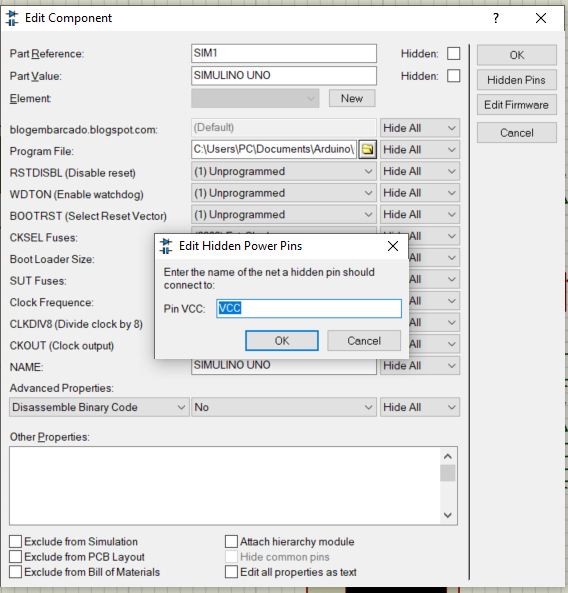 Edit Component
?
Part Reference: SIM1 Hidden: OK
Part Value: SIMULINO UNO Hidden: Hidden Pins
Element: New Edit Firmware
blogembarcado.blogspot.com: (Default) Hide All Cancel
Program File: C:\Users\PC\Documents\Arduino\ Hide All
RSTDISBL (Disable reset) (1) Unprogrammed Hide All
WDTON (Enable watchdog) (1) Unprogrammed Hide All
BOOTRST (Select Reset Vector) (1) Unprogrammed Hide All
CKSEL Fuses:
Boot Loader Size: All
SUT Fuses: All
Clock Frequence: All
CLKDIV8 (Divide clock by 8) All
CKOUT (Clock output) All
Edit Hidden Power Pins
Enter the name of the net a hidden pin should
connect to:
Pin VCC: VCC
OK Cancel
NAME: SIMULINO UNO Hide All
Advanced Properties:
Disassemble Binary Code No Hide All
Other Properties:
Exclude from Simulation Attach hierarchy module
Exclude from PCB Layout Hide common pins
Exclude from Bill of Materials Edit all properties as text